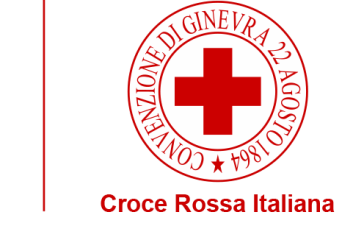 CONVENZIONE DI GINEVRA 22 AGOSTO 1864
Croce Rossa Italiana